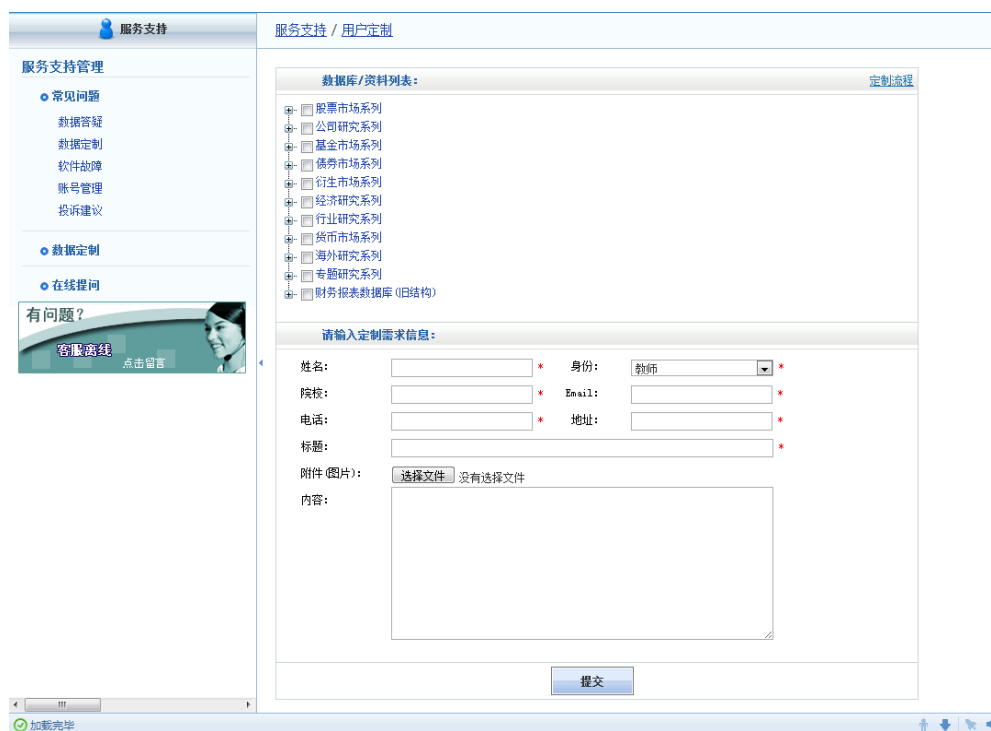 服务支持
服务支持 / 用户定制
服务支持管理
常见问题
数据答疑
数据定制
软件故障
账号管理
投诉建议
数据定制
在线提问
有问题?
客服离线
点击留言
数据库/资料列表:
定制流程
股票市场系列
公司研究系列
基金市场系列
债券市场系列
衍生市场系列
经济研究系列
行业研究系列
货币市场系列
海外研究系列
专题研究系列
财务报表数据库(旧结构)
请输入定制需求信息:
姓名: * 身份: 教师 *
院校: * Email: *
电话: * 地址: *
标题: *
附件(图片): 选择文件 没有选择文件
内容:
提交
加载完毕